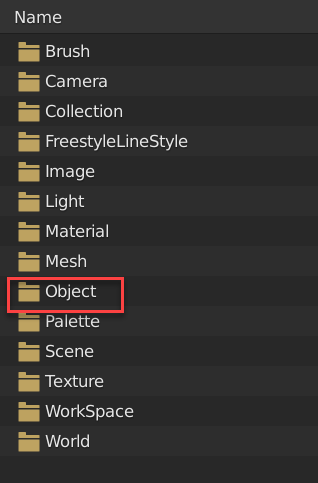 Name
Brush
Camera
Collection
FreestyleLineStyle
Image
Light
Material
Mesh
Object
Palette
Scene
Texture
WorkSpace
World